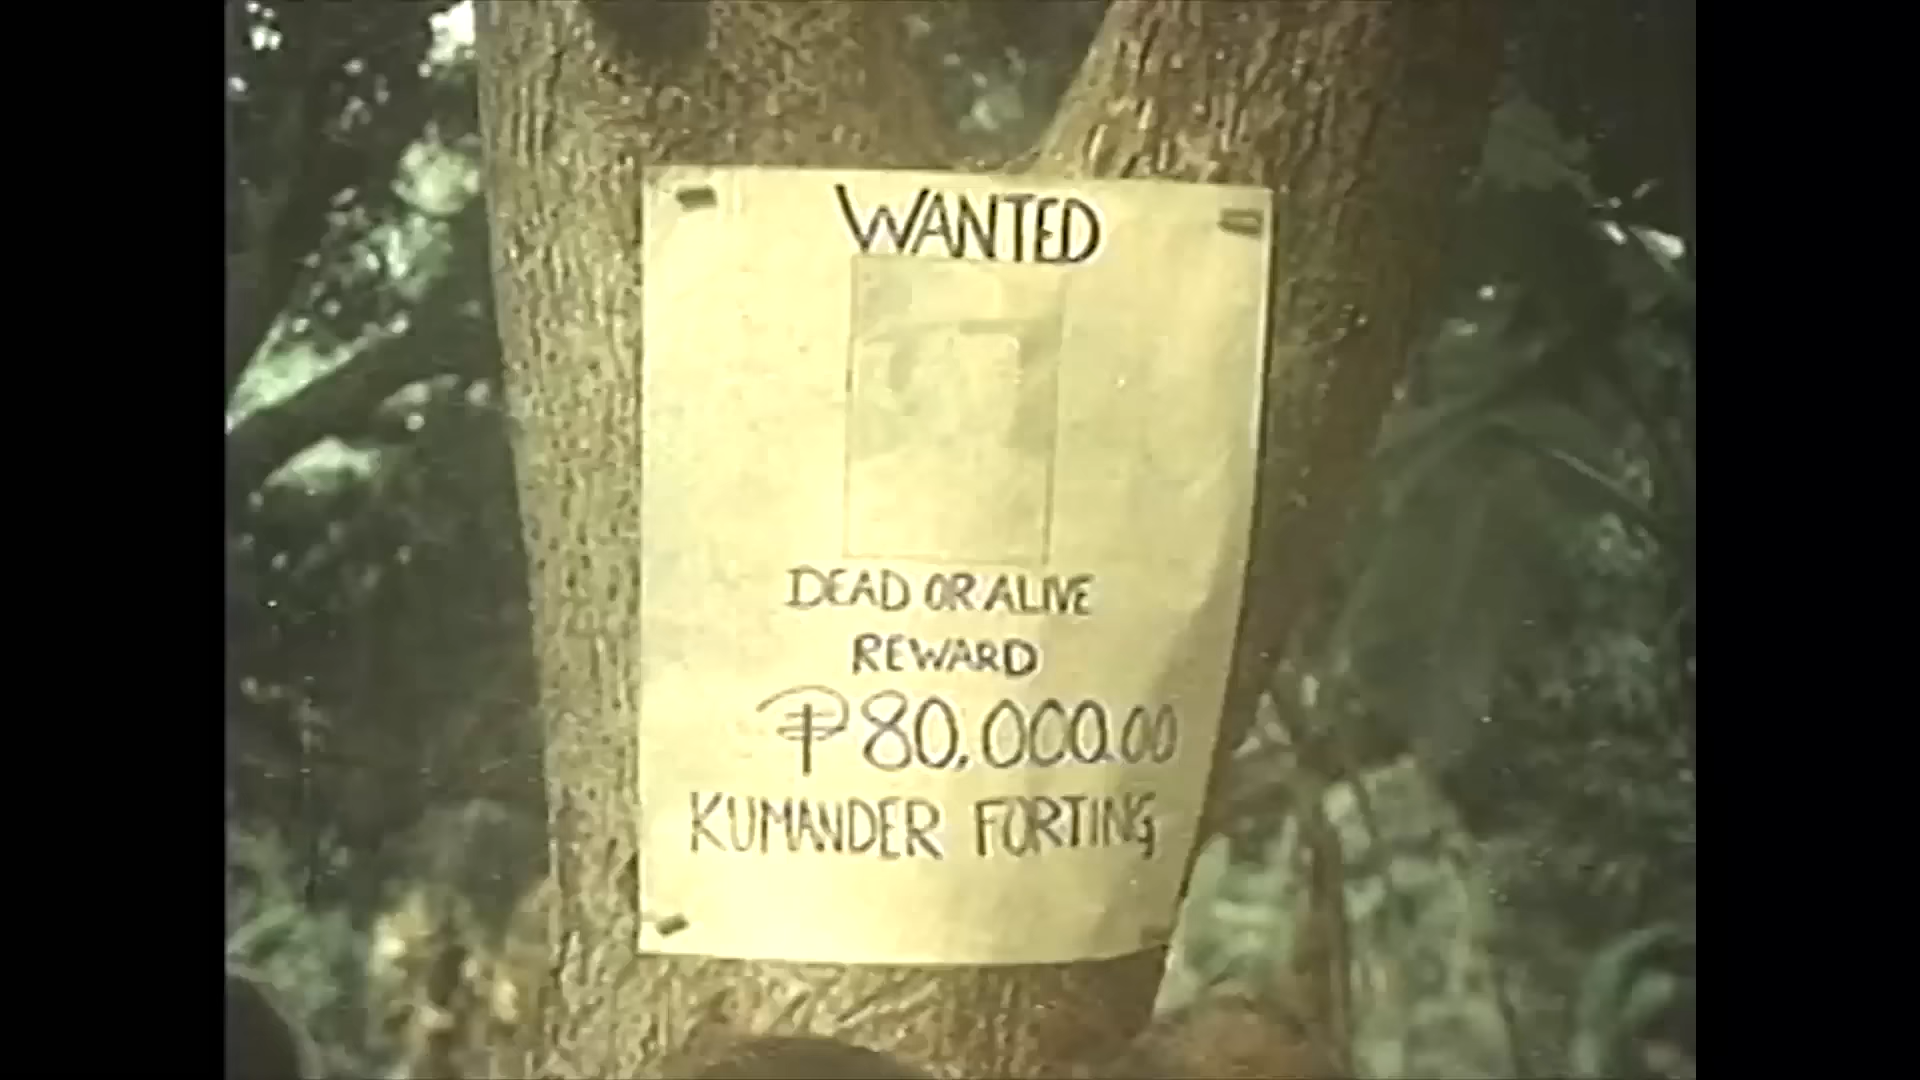 WANTED
DEAD OR ALIVE
REWARD
₱80,000.00
KUMANDER FORTING